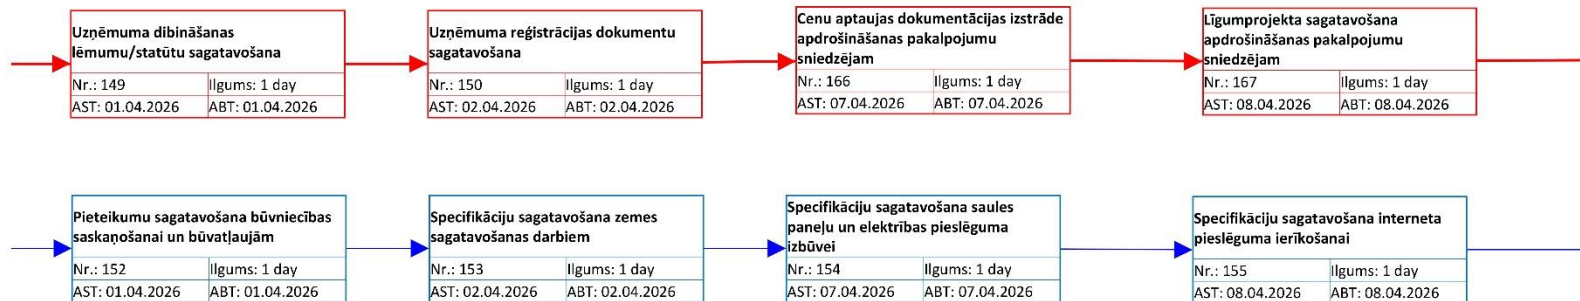 Uzņēmuma dibināšanas
lēmumu/statūtu sagatavošana
Nr.: 149 Ilgums: 1 day
AST: 01.04.2026 ABT: 01.04.2026
Uzņēmuma reģistrācijas dokumentu
sagatavošana
Nr.: 150 Ilgums: 1 day
AST: 02.04.2026 ABT: 02.04.2026
Cenu aptaujas dokumentācijas izstrāde
apdrošināšanas pakalpojumu
sniedzējam
Nr.: 166 Ilgums: 1 day
AST: 07.04.2026 ABT: 07.04.2026
Līgumprojekta sagatavošana
apdrošināšanas pakalpojumu
sniedzējam
Nr.: 167 Ilgums: 1 day
AST: 08.04.2026 ABT: 08.04.2026
Pieteikumu sagatavošana būvniecības
saskaņošanai un būvatļaujām
Nr.: 152 Ilgums: 1 day
AST: 01.04.2026 ABT: 01.04.2026
Specifikāciju sagatavošana zemes
sagatavošanas darbiem
Nr.: 153 Ilgums: 1 day
AST: 02.04.2026 ABT: 02.04.2026
Specifikāciju sagatavošana saules
paneļu un elektrības pieslēguma
izbūvei
Nr.: 154 Ilgums: 1 day
AST: 07.04.2026 ABT: 07.04.2026
Specifikāciju sagatavošana interneta
pieslēguma ierīkošanai
Nr.: 155 Ilgums: 1 day
AST: 08.04.2026 ABT: 08.04.2026